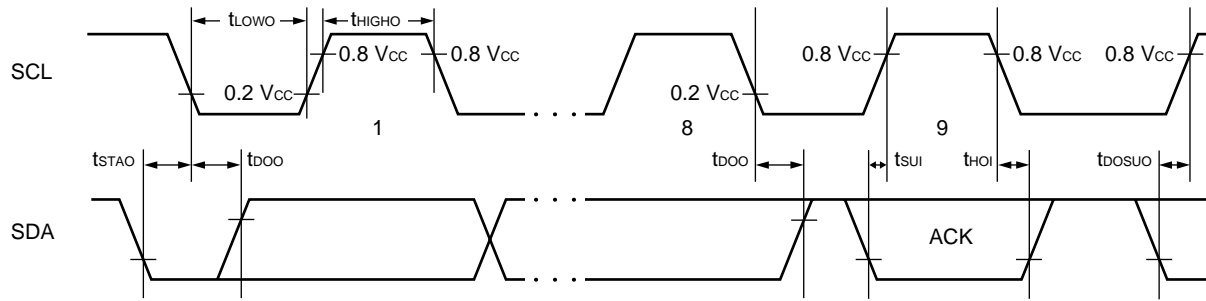 tLOWO tHIGHO
SCL 0.2 VCC 0.8 VCC 0.8 VCC 0.2 VCC 0.8 VCC 0.8 VCC 0.8 VCC
1 8 9
tSTAO tDOO tDOO tSUI tHOI tDOSUO
SDA ACK